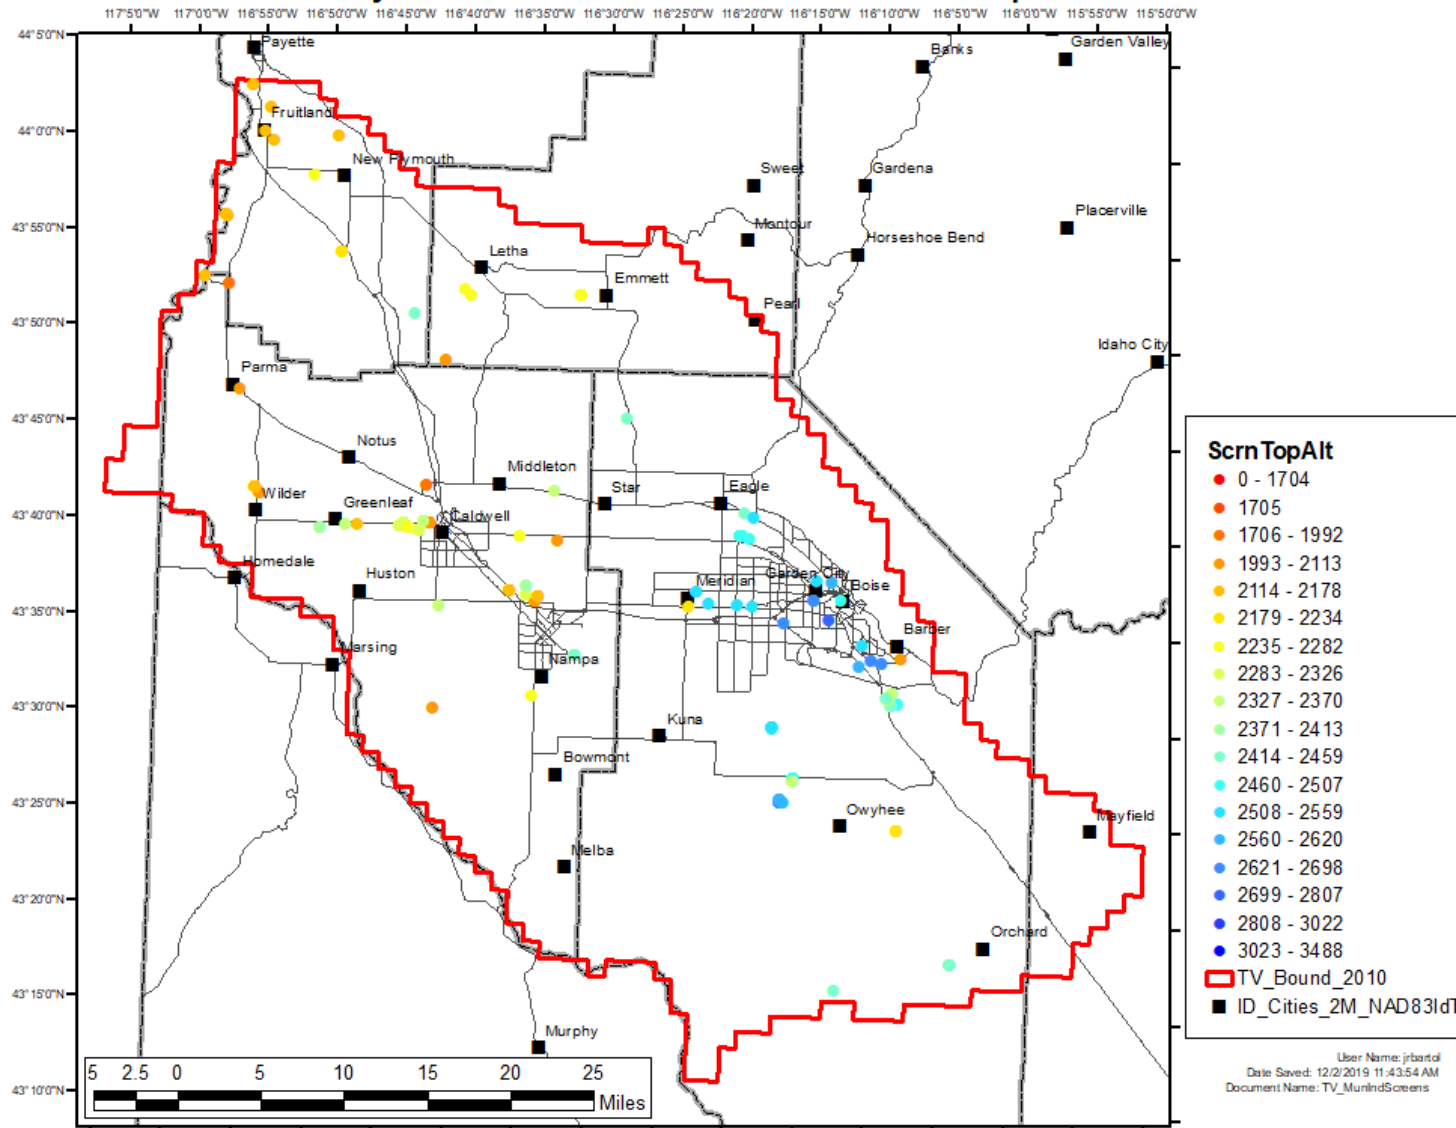 117°5'0"W 117°0'0"W 116°55'0"W 116°50'0"W 116°45'0"W 116°40'0"W 116°35'0"W 116°30'0"W 116°25'0"W 116°20'0"W 116°15'0"W 116°10'0"W 116°5'0"W 116°0'0"W 115°55'0"W 115°50'0"W
44°5'0"N
44°0'0"N
43°55'0"N
43°50'0"N
43°45'0"N
43°40'0"N
43°35'0"N
43°30'0"N
43°25'0"N
43°20'0"N
43°15'0"N
43°10'0"N
Payette
Banks
Garden Valley
Fruitland
New Plymouth
Sweet
Gardena
Placerville
Montour
Horseshoe Bend
Letha
Emmett
Pearl
Idaho City
Parma
Notus
Middleton
Star
Eagle
Wilder
Greenleaf
Caldwell
Homedale
Huston
Meridian
Garden City
Boise
Barber
Marsing
Nampa
Kuna
Bowmont
Owyhee
Mayfield
Melba
Orchard
Murphy
5 2.5 0 5 10 15 20 25
Miles
ScrnTopAlt
0 - 1704
1705
1706 - 1992
1993 - 2113
2114 - 2178
2179 - 2234
2235 - 2282
2283 - 2326
2327 - 2370
2371 - 2413
2414 - 2459
2460 - 2507
2508 - 2559
2560 - 2620
2621 - 2698
2699 - 2807
2808 - 3022
3023 - 3488
TV_Bound_2010
ID_Cities_2M_NAD83IdT
User Name: jrbartol
Date Saved: 12/2/2019 11:43:54 AM
Document Name: TV_MunIndScreens